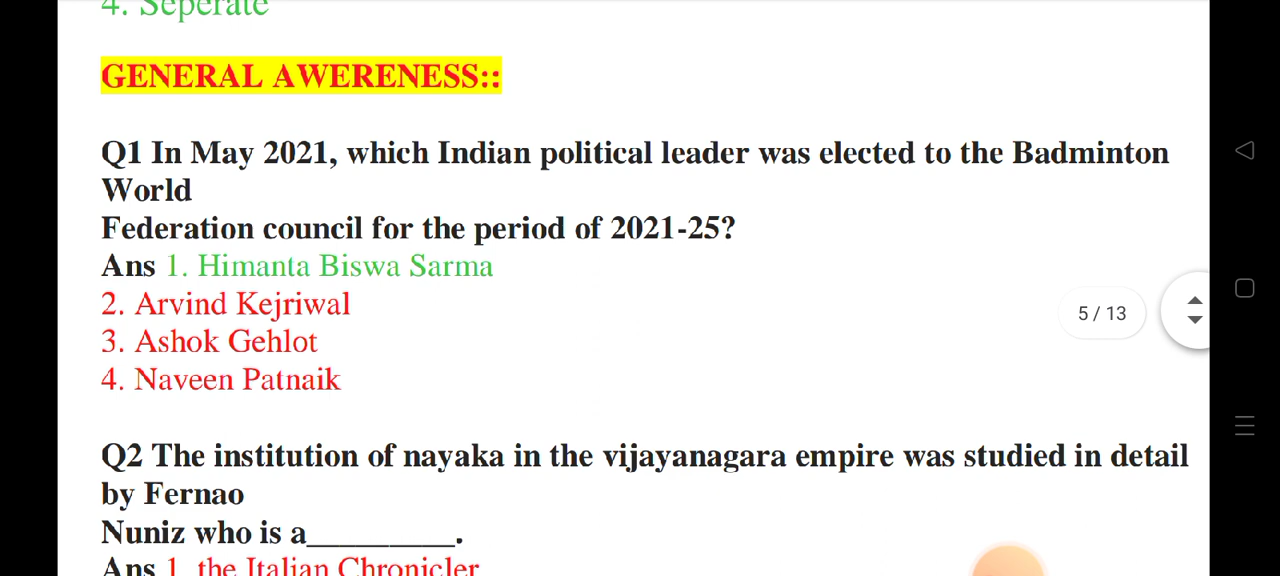 4. Seperate
GENERAL AWERENESS::
Q1 In May 2021, which Indian political leader was elected to the Badminton
World
Federation council for the period of 2021-25?
Ans 1. Himanta Biswa Sarma
2. Arvind Kejriwal
3. Ashok Gehlot
4. Naveen Patnaik
5 / 13
Q2 The institution of nayaka in the vijayanagara empire was studied in detail
by Fernao
Nuniz who is a_________.
Ans 1. the Italian Chronicler